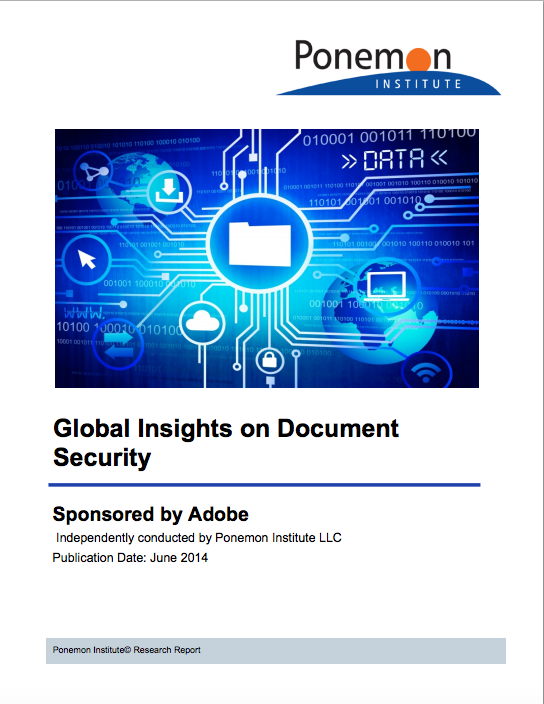 Ponemon
INSTITUTE
010001 001011 110100
>> DATA <<
WWW.
Global Insights on Document
Security
Sponsored by Adobe
Independently conducted by Ponemon Institute LLC
Publication Date: June 2014
Ponemon Institute© Research Report